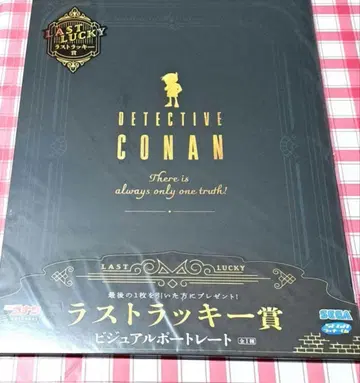 LAST
LUCKY
ラストラッキー
賞
DETECTIVE
CONAN
There is
always only one truth!
LAST LUCKY
最後の1枚を引いた方にプレゼント!
ラストラッキー賞
ビジュアルポートレート 全1種
SEGA